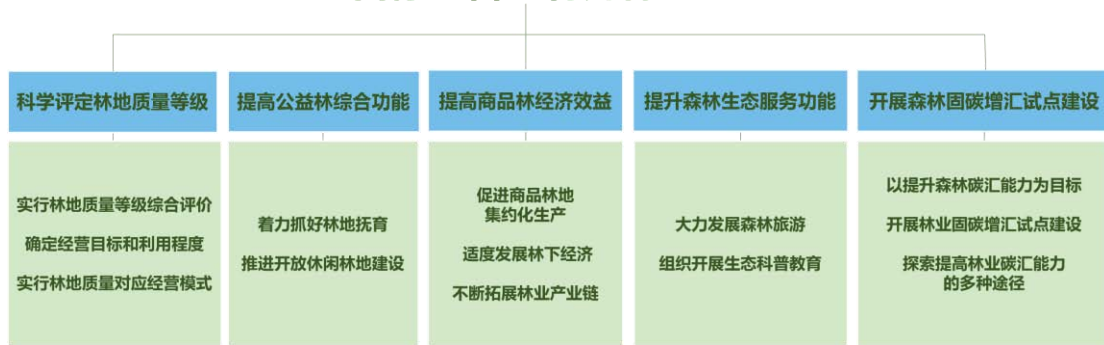 科学评定林地质量等级
实行林地质量等级综合评价
确定经营目标和利用程度
实行林地质量对应经营模式
提高公益林综合功能
着力抓好林地抚育
推进开放休闲林地建设
提高商品林经济效益
促进商品林地
集约化生产
适度发展林下经济
不断拓展林业产业链
提升森林生态服务功能
大力发展森林旅游
组织开展生态科普教育
开展森林固碳增汇试点建设
以提升森林碳汇能力为目标
开展林业固碳增汇试点建设
探索提高林业碳汇能力
的多种途径